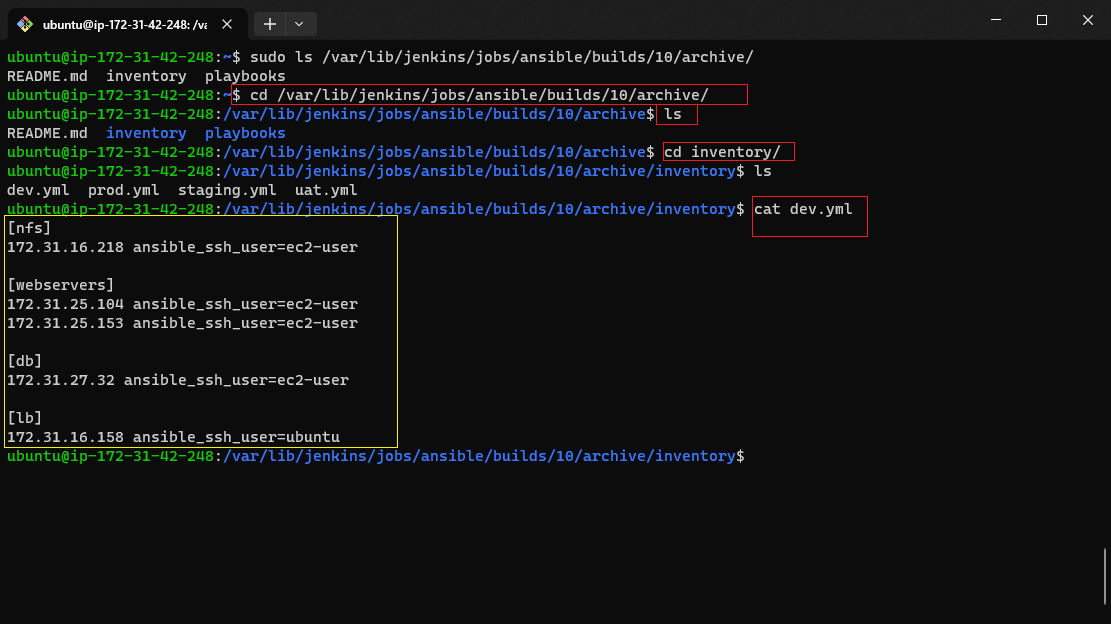 ubuntu@ip-172-31-42-248: /va
ubuntu@ip-172-31-42-248:~$ sudo ls /var/lib/jenkins/jobs/ansible/builds/10/archive/
README.md  inventory  playbooks
ubuntu@ip-172-31-42-248:~$ cd /var/lib/jenkins/jobs/ansible/builds/10/archive/
ubuntu@ip-172-31-42-248:/var/lib/jenkins/jobs/ansible/builds/10/archive$ ls
README.md  inventory  playbooks
ubuntu@ip-172-31-42-248:/var/lib/jenkins/jobs/ansible/builds/10/archive$ cd inventory/
ubuntu@ip-172-31-42-248:/var/lib/jenkins/jobs/ansible/builds/10/archive/inventory$ ls
dev.yml  prod.yml  staging.yml  uat.yml
ubuntu@ip-172-31-42-248:/var/lib/jenkins/jobs/ansible/builds/10/archive/inventory$ cat dev.yml
[nfs]
172.31.16.218 ansible_ssh_user=ec2-user
[webservers]
172.31.25.104 ansible_ssh_user=ec2-user
172.31.25.153 ansible_ssh_user=ec2-user
[db]
172.31.27.32 ansible_ssh_user=ec2-user
[lb]
172.31.16.158 ansible_ssh_user=ubuntu
ubuntu@ip-172-31-42-248:/var/lib/jenkins/jobs/ansible/builds/10/archive/inventory$